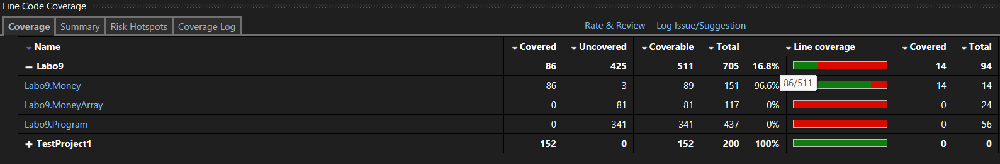 Fine Code Coverage
Coverage Summary Risk Hotspots Coverage Log Rate & Review Log Issue/Suggestion
Name Covered Uncovered Coverable Total Line coverage Covered Total
Labo9 86 425 511 705 16.8% 14 94
Labo9.Money 86 3 89 151 96.6% 86/511 14 14
Labo9.MoneyArray 0 81 81 117 0% 0 24
Labo9.Program 0 341 341 437 0% 0 56
TestProject1 152 0 152 200 100% 0 0